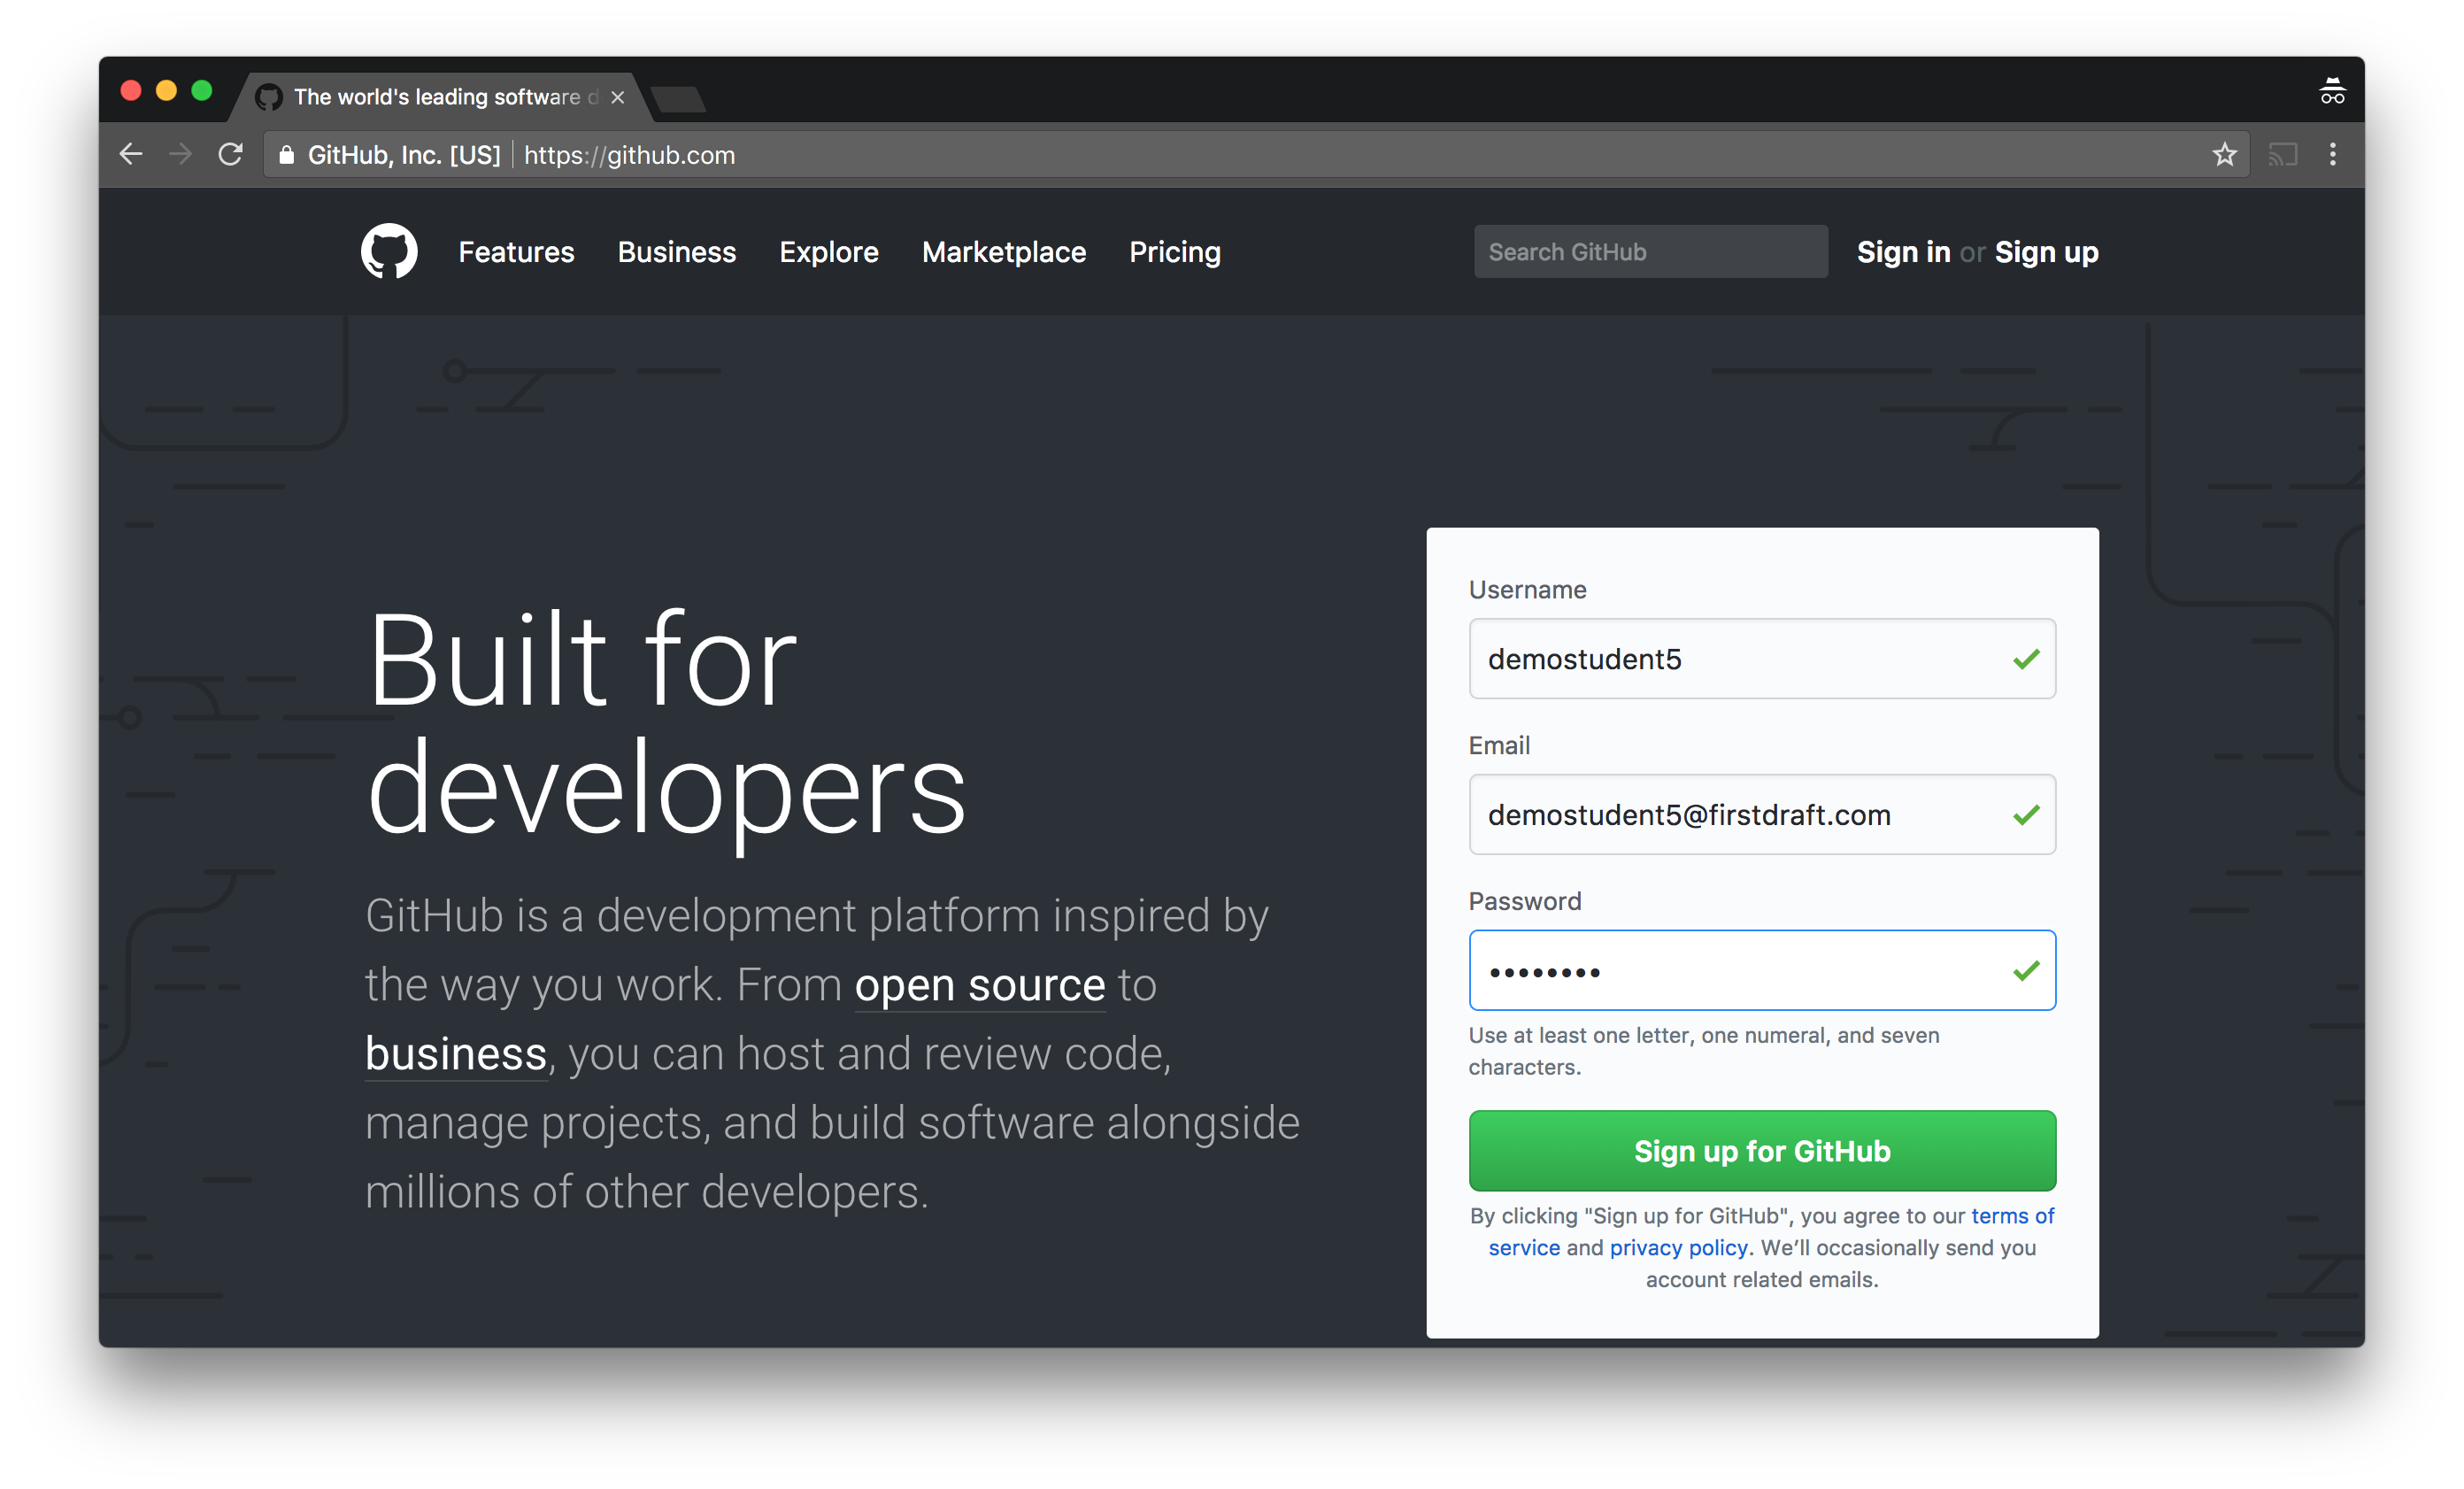 The world's leading software d
GitHub, Inc. [US] https://github.com
Features Business Explore Marketplace Pricing Search GitHub Sign in or Sign up
Built for
developers
GitHub is a development platform inspired by
the way you work. From open source to
business, you can host and review code,
manage projects, and build software alongside
millions of other developers.
Username
demostudent5
Email
demostudent5@firstdraft.com
Password
••••••••
Use at least one letter, one numeral, and seven
characters.
Sign up for GitHub
By clicking "Sign up for GitHub", you agree to our terms of
service and privacy policy. We’ll occasionally send you
account related emails.